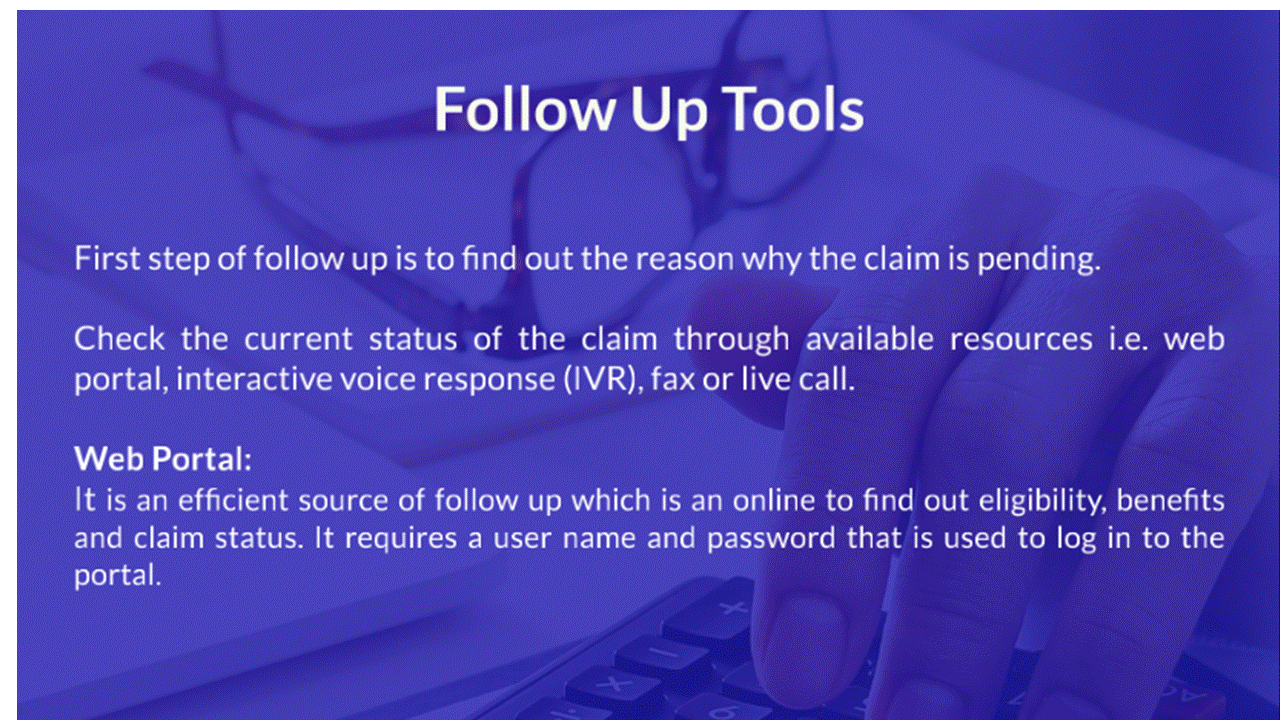 Follow Up Tools
First step of follow up is to find out the reason why the claim is pending.
Check the current status of the claim through available resources i.e. web
portal, interactive voice response (IVR), fax or live call.
Web Portal:
It is an efficient source of follow up which is an online to find out eligibility, benefits
and claim status. It requires a user name and password that is used to log in to the
portal.